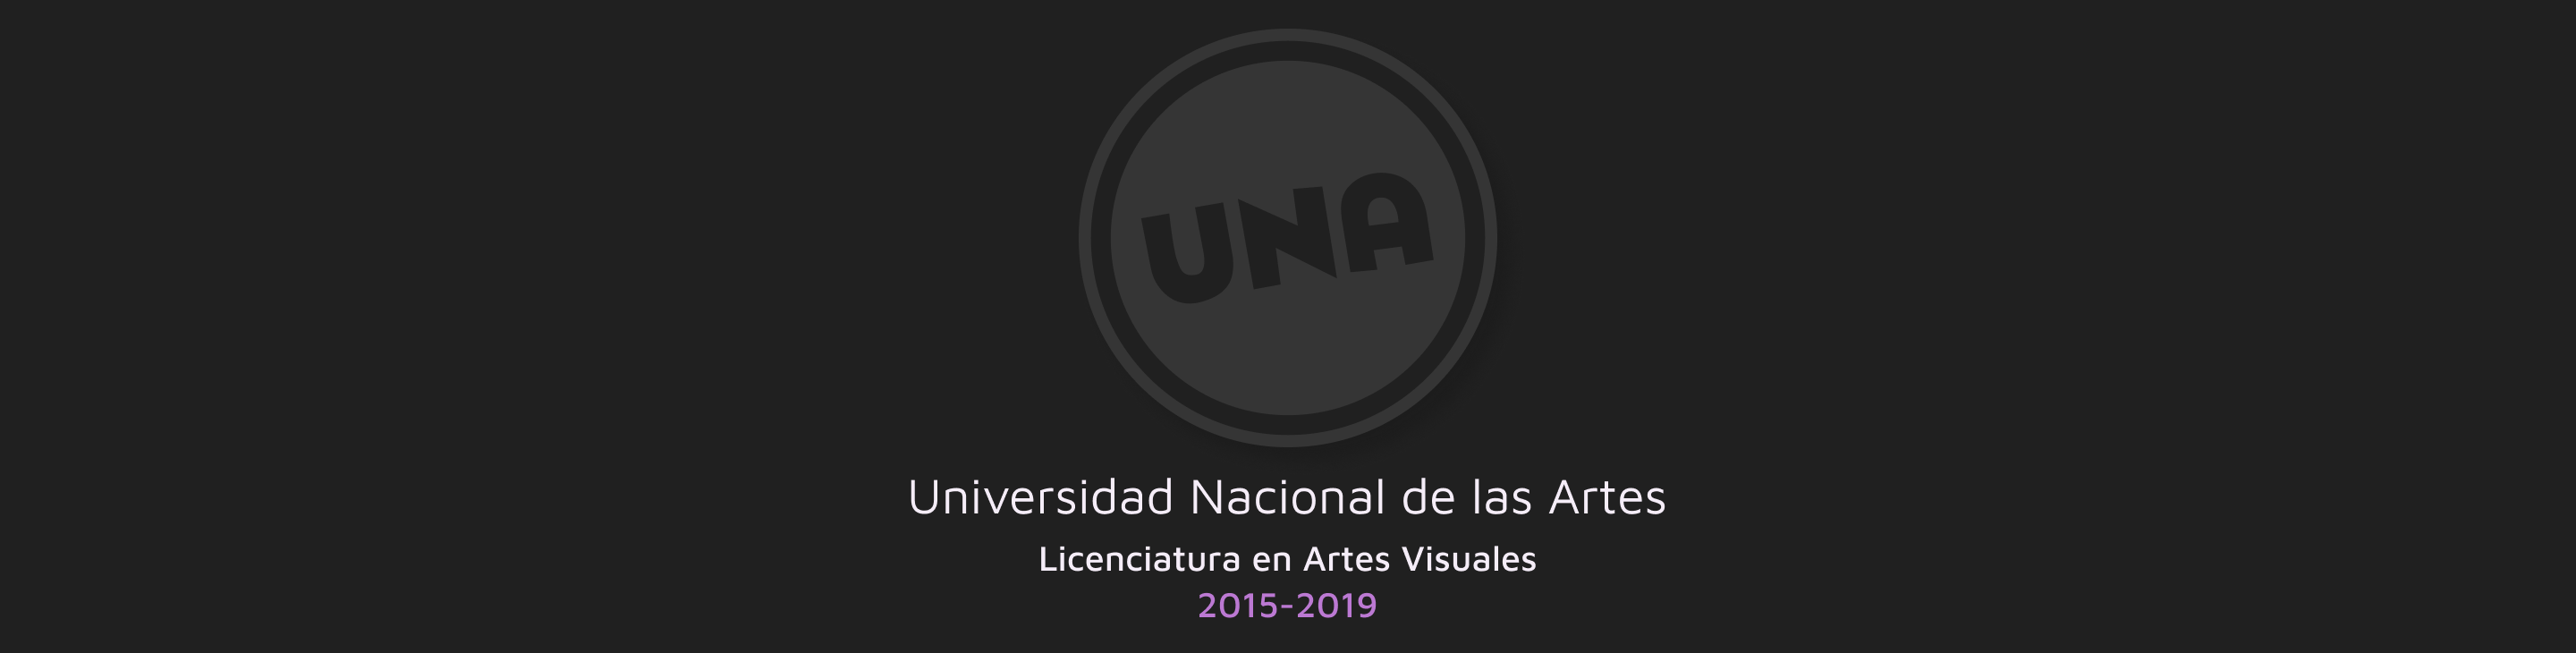 UNA
Universidad Nacional de las Artes
Licenciatura en Artes Visuales
2015-2019